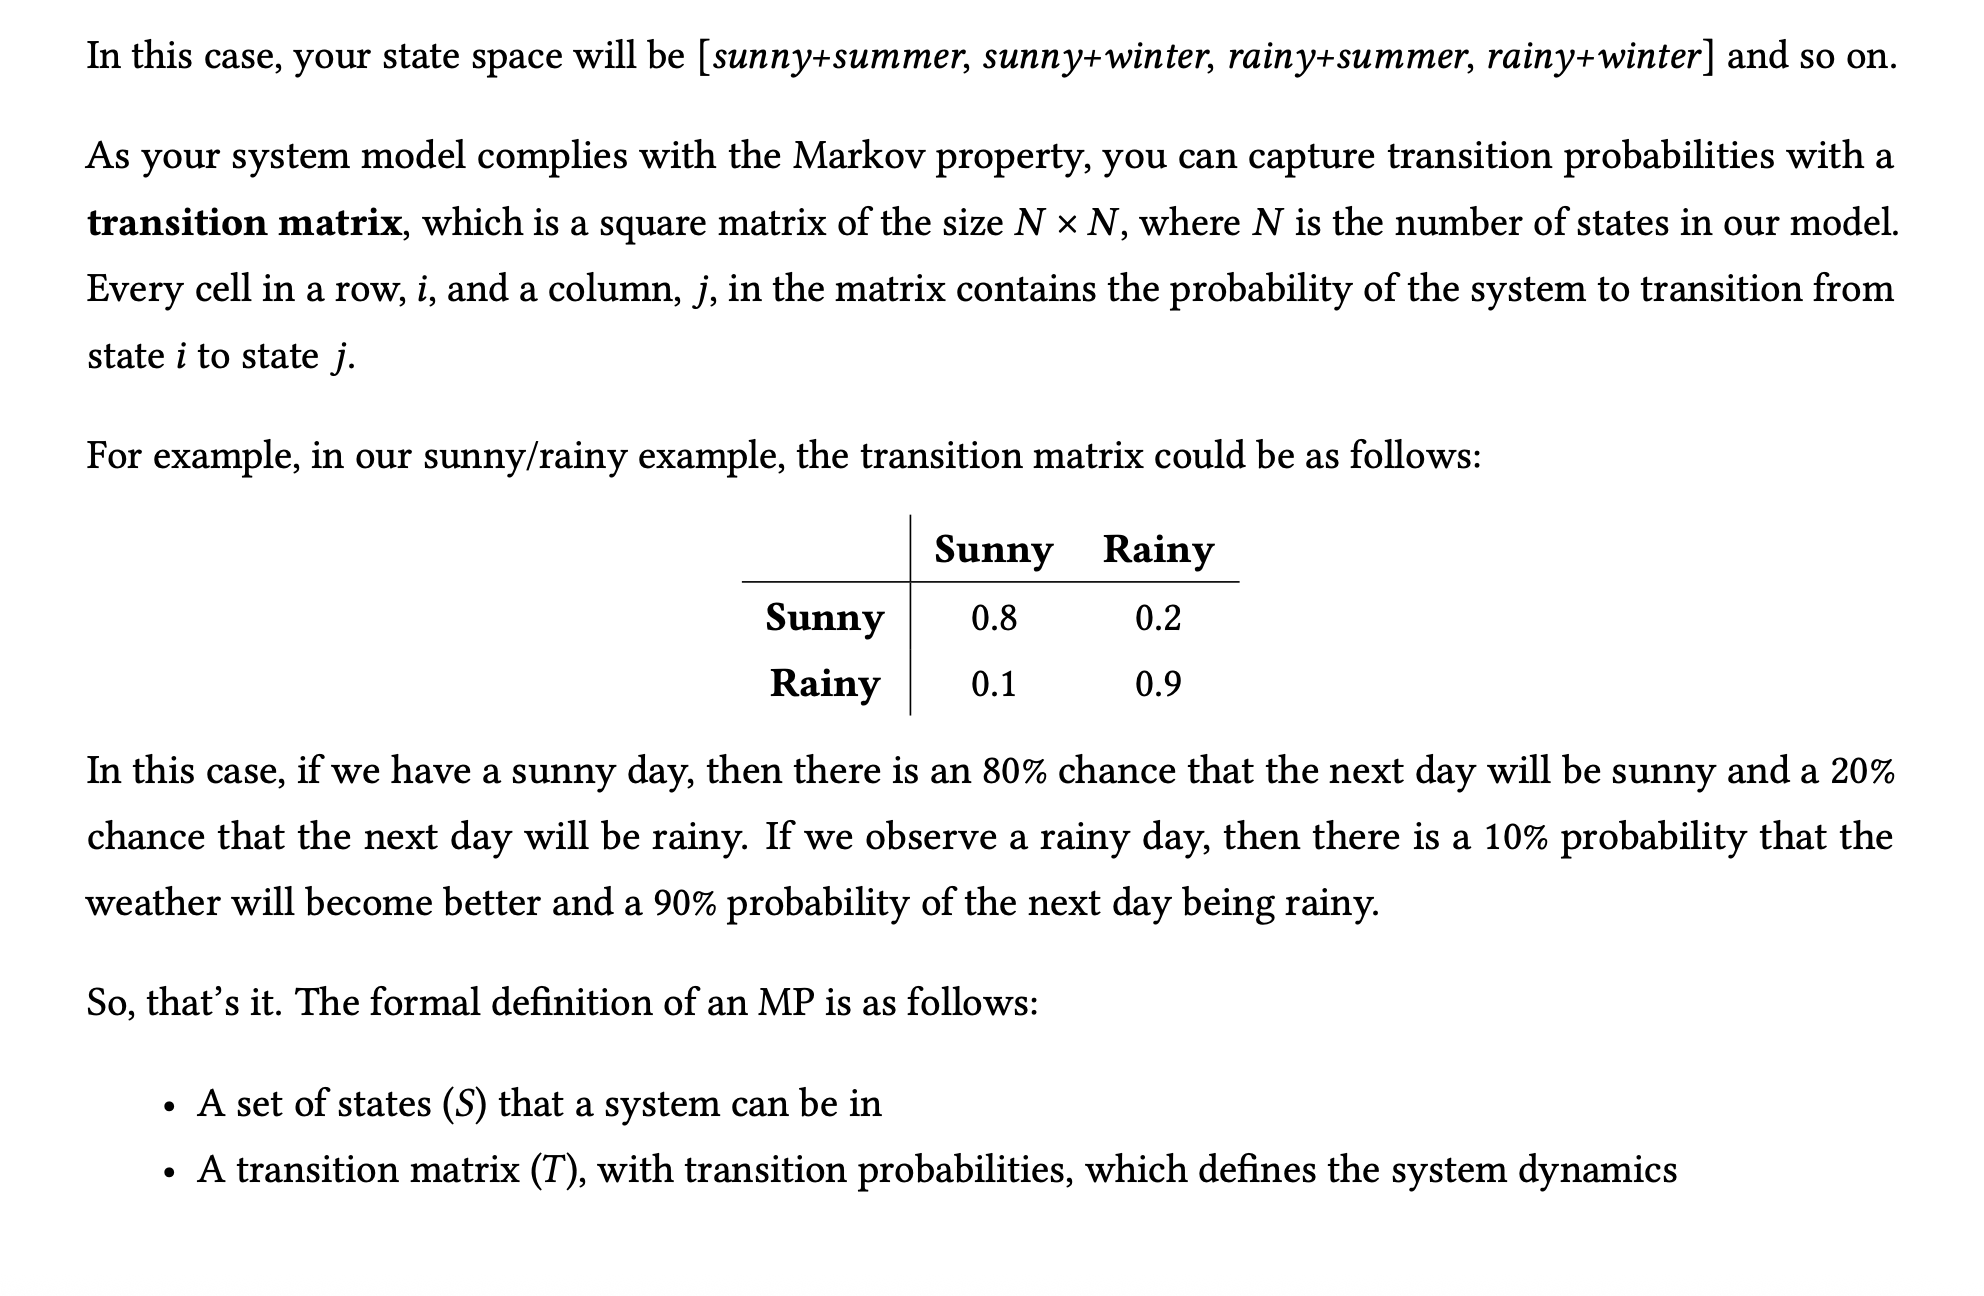 In this case, your state space will be [sunny+summer, sunny+winter, rainy+summer, rainy+winter] and so on.
As your system model complies with the Markov property, you can capture transition probabilities with a
transition matrix, which is a square matrix of the size N × N, where N is the number of states in our model.
Every cell in a row, i, and a column, j, in the matrix contains the probability of the system to transition from
state i to state j.
For example, in our sunny/rainy example, the transition matrix could be as follows:
Sunny Rainy
Sunny 0.8 0.2
Rainy 0.1 0.9
In this case, if we have a sunny day, then there is an 80% chance that the next day will be sunny and a 20%
chance that the next day will be rainy. If we observe a rainy day, then there is a 10% probability that the
weather will become better and a 90% probability of the next day being rainy.
So, that’s it. The formal definition of an MP is as follows:
• A set of states (S) that a system can be in
• A transition matrix (T), with transition probabilities, which defines the system dynamics